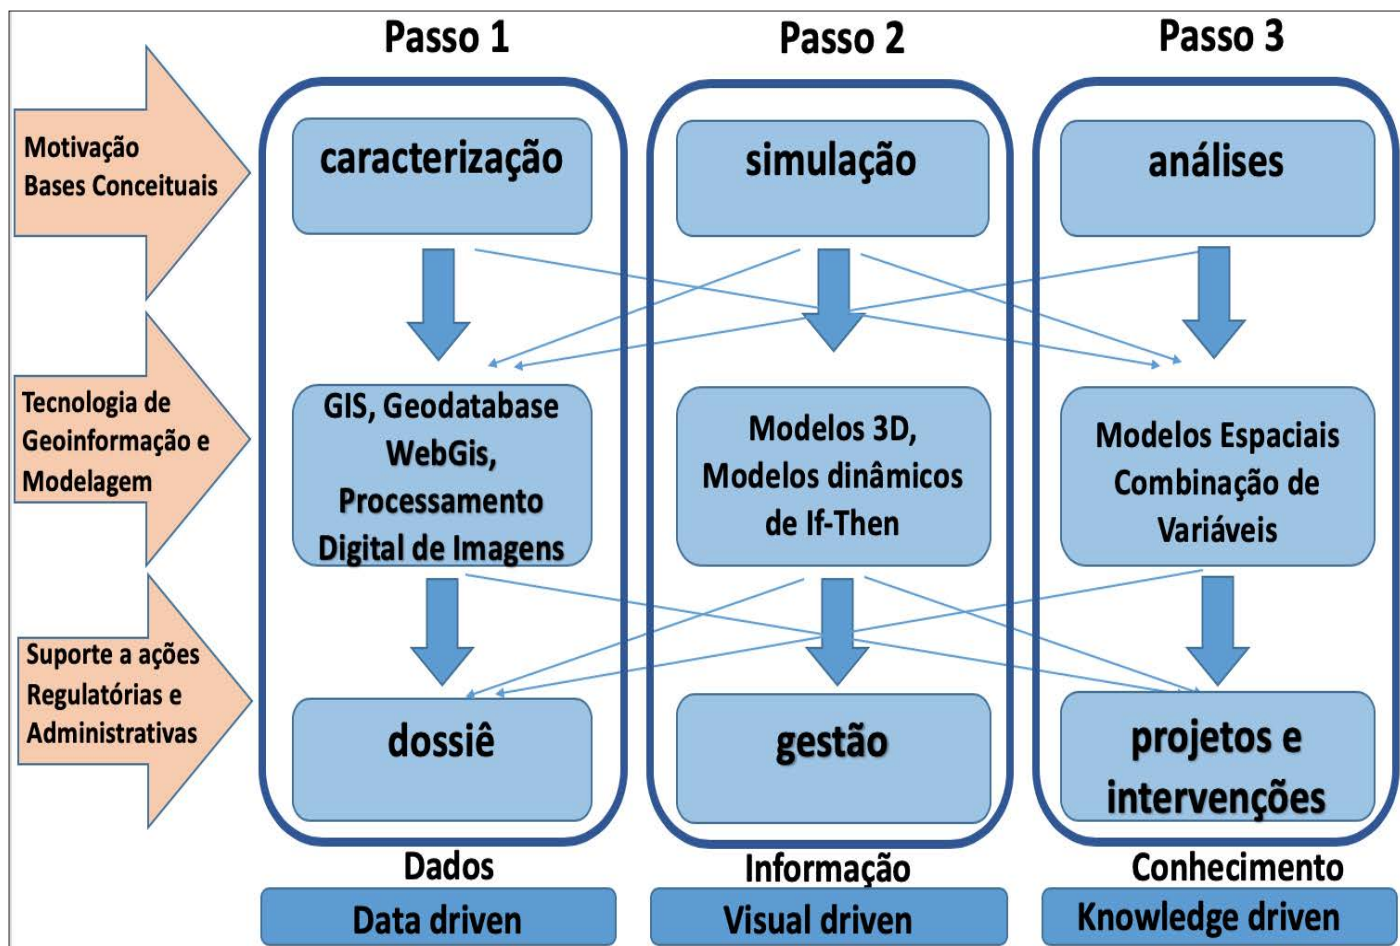 Passo 1
Passo 2
Passo 3
Motivação
Bases Conceituais
caracterização
simulação
análises
Tecnologia de
Geoinformação e
Modelagem
GIS, Geodatabase
WebGis,
Processamento
Digital de Imagens
Modelos 3D,
Modelos dinâmicos
de If-Then
Modelos Espaciais
Combinação de
Variáveis
Suporte a ações
Regulatórias e
Administrativas
dossiê
gestão
projetos e
intervenções
Dados
Informação
Conhecimento
Data driven
Visual driven
Knowledge driven